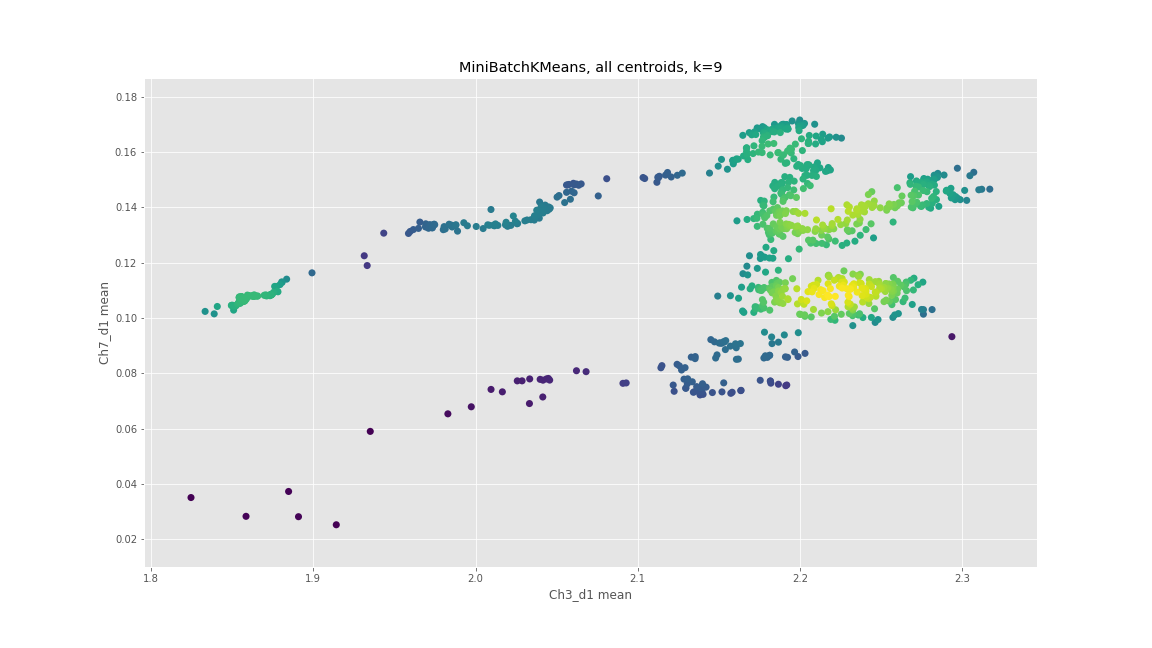 MiniBatchKMeans, all centroids, k=9
0.18
0.16
0.14
0.12
0.10
0.08
0.06
0.04
0.02
Ch7_d1 mean
1.8 1.9 2.0 2.1 2.2 2.3
Ch3_d1 mean